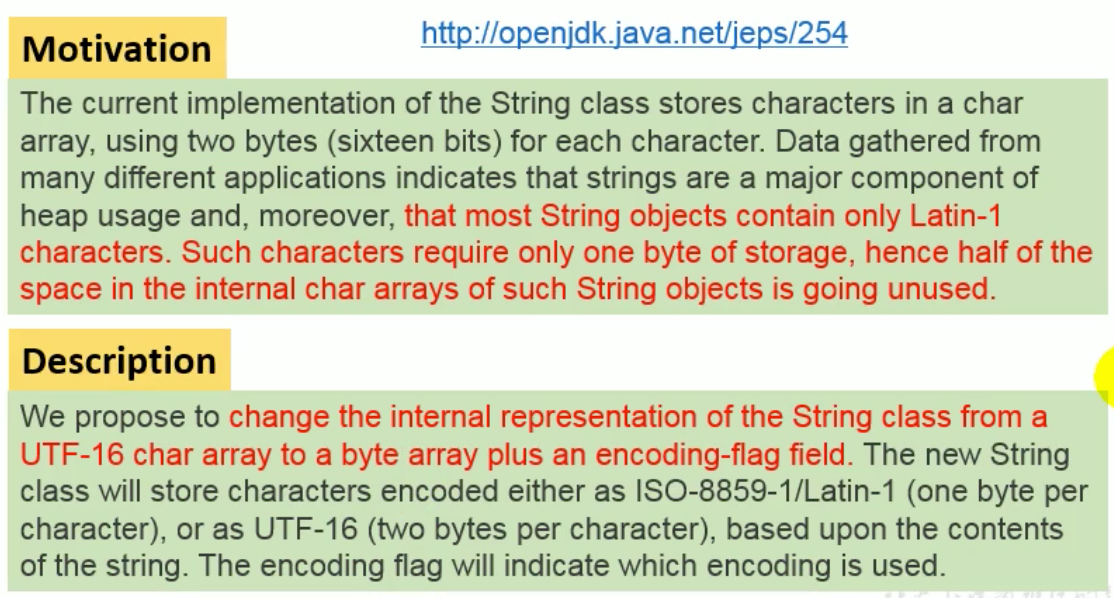 Motivation
http://openjdk.java.net/jeps/254
The current implementation of the String class stores characters in a char
array, using two bytes (sixteen bits) for each character. Data gathered from
many different applications indicates that strings are a major component of
heap usage and, moreover, that most String objects contain only Latin-1
characters. Such characters require only one byte of storage, hence half of the
space in the internal char arrays of such String objects is going unused.
Description
We propose to change the internal representation of the String class from a
UTF-16 char array to a byte array plus an encoding-flag field. The new String
class will store characters encoded either as ISO-8859-1/Latin-1 (one byte per
character), or as UTF-16 (two bytes per character), based upon the contents
of the string. The encoding flag will indicate which encoding is used.